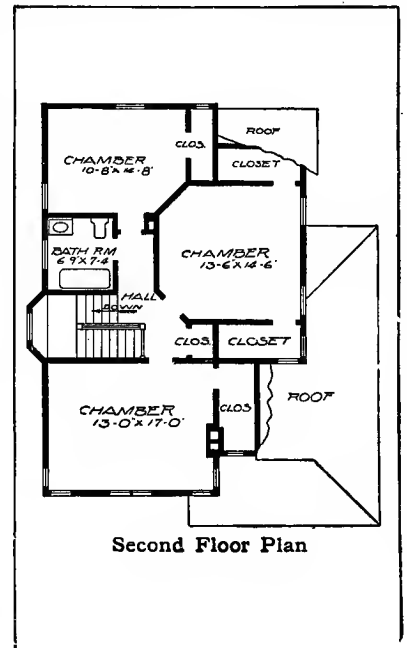 ROOF
CLOS.
CLOSET
CHAMBER
10-8"X 14-8"
BATH RM
6 9"X 7-4
CHAMBER
13-6"X 14-6"
HALL
DOWN
CLOS.
CLOSET
CHAMBER
13-0"X 17-0"
CLOS
ROOF
Second Floor Plan